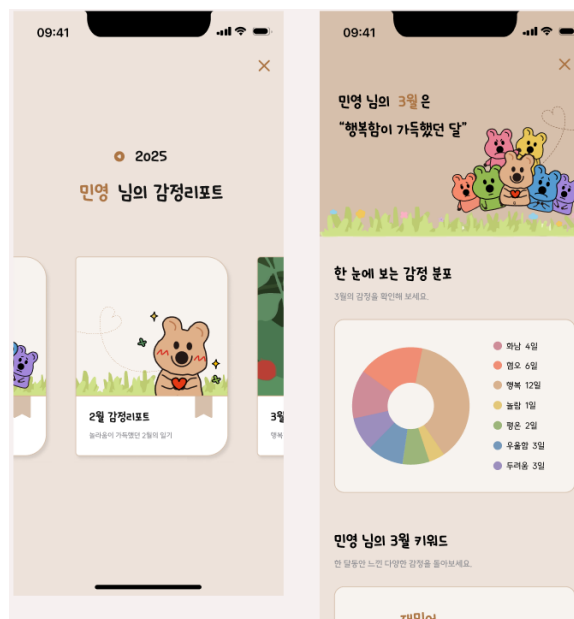 09:41
2025
민영 님의 감정리포트
2월 감정리포트
놀라움이 가득했던 2월의 일기
3월
행복
09:41
민영 님의 3월은
“행복함이 가득했던 달”
한 눈에 보는 감정 분포
3월의 감정을 확인해 보세요.
화남 4일
혐오 6일
행복 12일
놀람 1일
평온 2일
우울함 3일
두려움 3일
민영 님의 3월 키워드
한 달동안 느낀 다양한 감정을 돌아보세요.